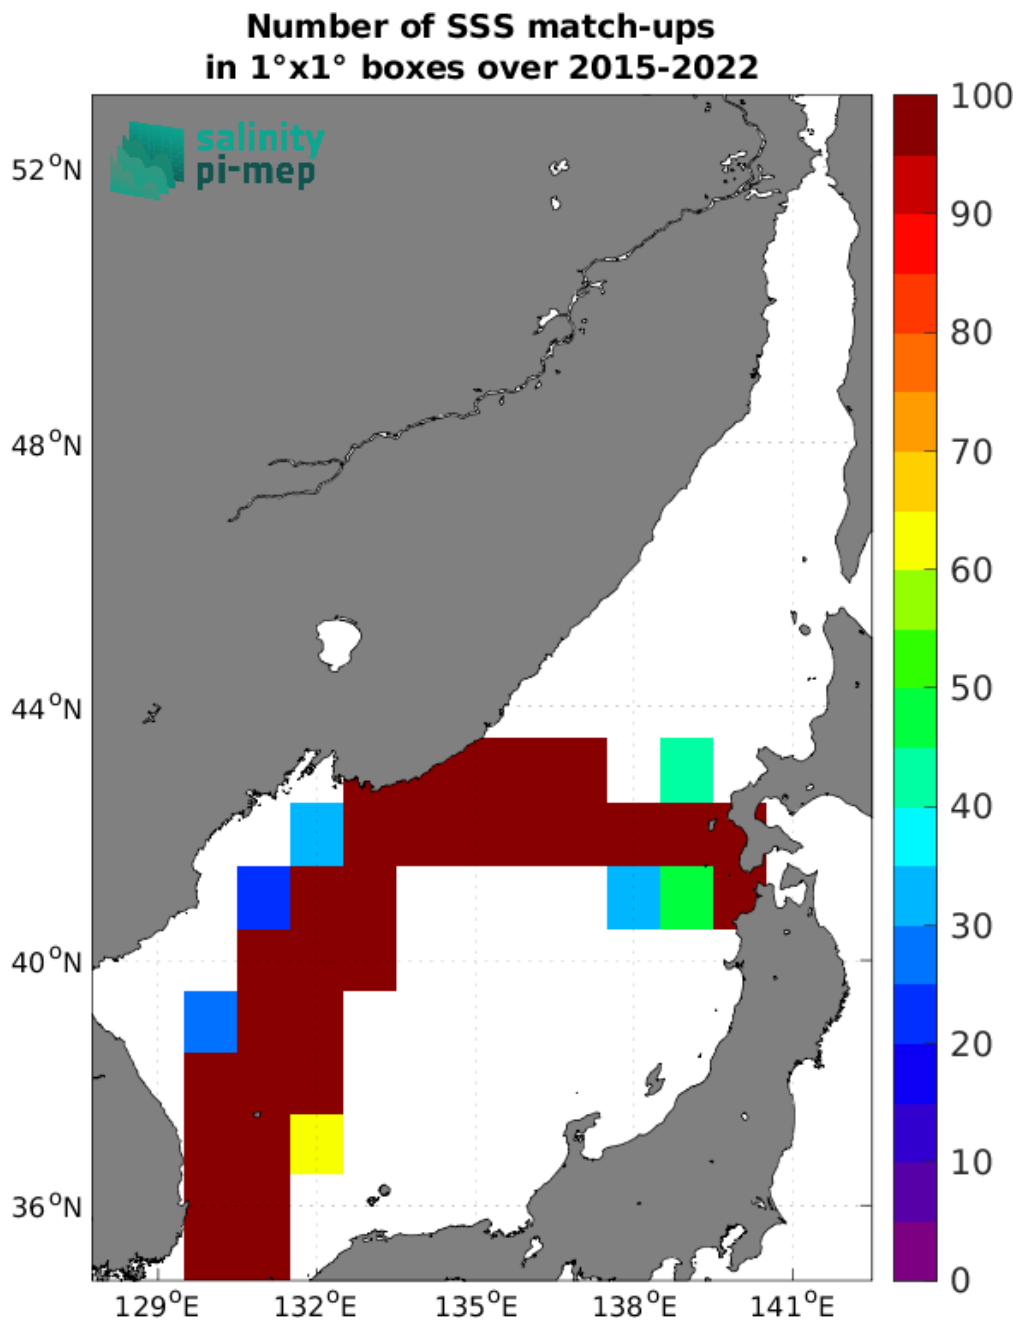 Number of SSS match-ups
in 1°x1° boxes over 2015-2022
salinity
pi-mep
52°N
48°N
44°N
40°N
36°N
129°E
132°E
135°E
138°E
141°E
100
90
80
70
60
50
40
30
20
10
0